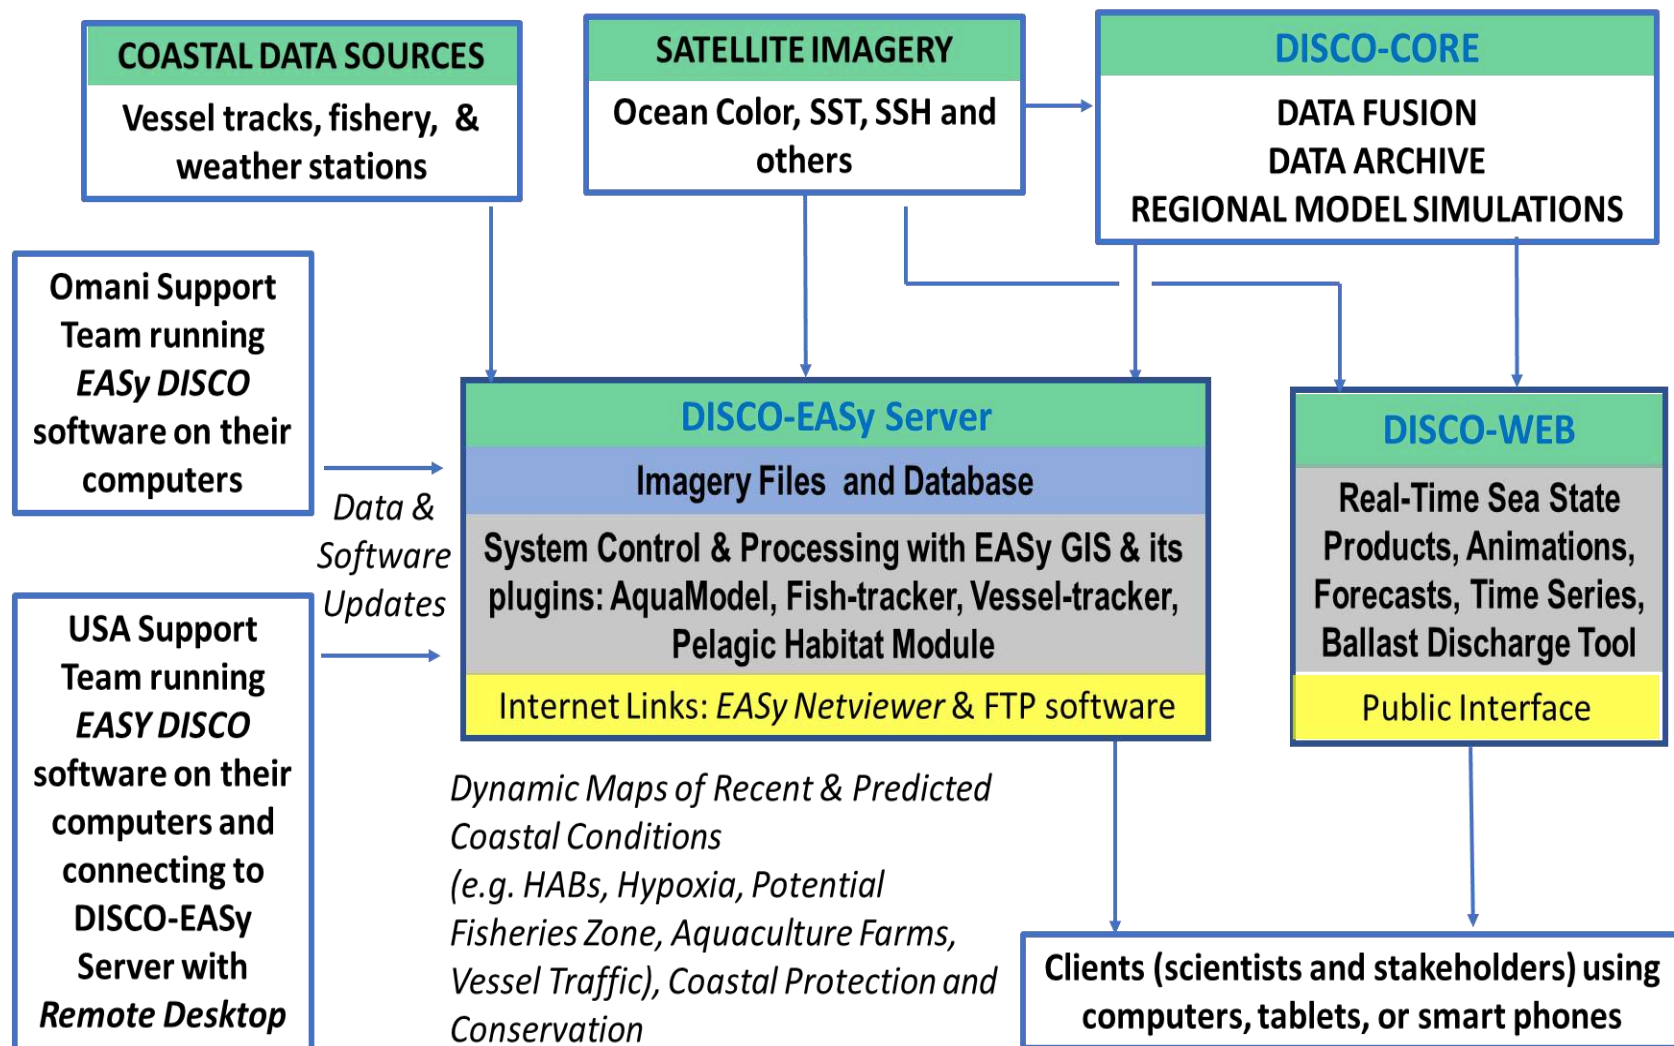 COASTAL DATA SOURCES
Vessel tracks, fishery, &
weather stations
SATELLITE IMAGERY
Ocean Color, SST, SSH and
others
DISCO-CORE
DATA FUSION
DATA ARCHIVE
REGIONAL MODEL SIMULATIONS
Omani Support
Team running
EASy DISCO
software on their
computers
Data &
Software
Updates
USA Support
Team running
EASY DISCO
software on their
computers and
connecting to
DISCO-EASy
Server with
Remote Desktop
DISCO-EASy Server
Imagery Files and Database
System Control & Processing with EASy GIS & its
plugins: AquaModel, Fish-tracker, Vessel-tracker,
Pelagic Habitat Module
Internet Links: EASy Netviewer & FTP software
DISCO-WEB
Real-Time Sea State
Products, Animations,
Forecasts, Time Series,
Ballast Discharge Tool
Public Interface
Dynamic Maps of Recent & Predicted
Coastal Conditions
(e.g. HABs, Hypoxia, Potential
Fisheries Zone, Aquaculture Farms,
Vessel Traffic), Coastal Protection and
Conservation
Clients (scientists and stakeholders) using
computers, tablets, or smart phones